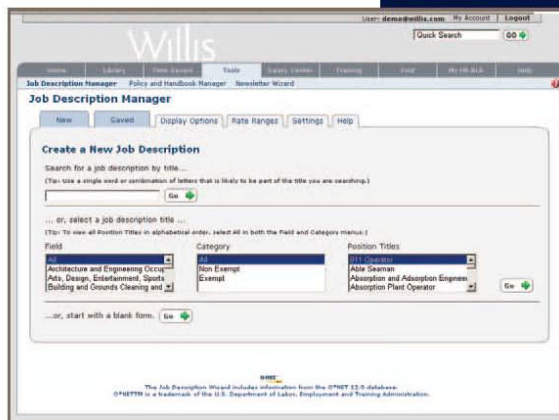 User: demo@willis.com My Account | Logout
Willis
Quick Search GO
Home Library Tools Salary Center Training Find Help
Job Description Manager Policy and Handbook Manager Newsletter Wizard
Job Description Manager
New Saved Display Options Rate Ranges Settings Help
Create a New Job Description
Search for a job description by title...
(Tip: Use a single word or combination of letters that is likely to be part of the title you are searching.)
Go
... or, select a job description title ...
(Tip: To view all Position Titles in alphabetical order, select All in both the Field and Category menus.)
Field Category Position Titles
All All 911 Operator
Architecture and Engineering Occup Non Exempt Able Seaman
Arts, Design, Entertainment, Sports Exempt Absorption and Adsorption Engineer
Building and Grounds Cleaning and Absorption Plant Operator
Go
...or, start with a blank form. Go
O*NET
The Job Description Wizard includes information from the O*NET 12.0 database.
O*NETTM is a trademark of the U.S. Department of Labor, Employment and Training Administration.